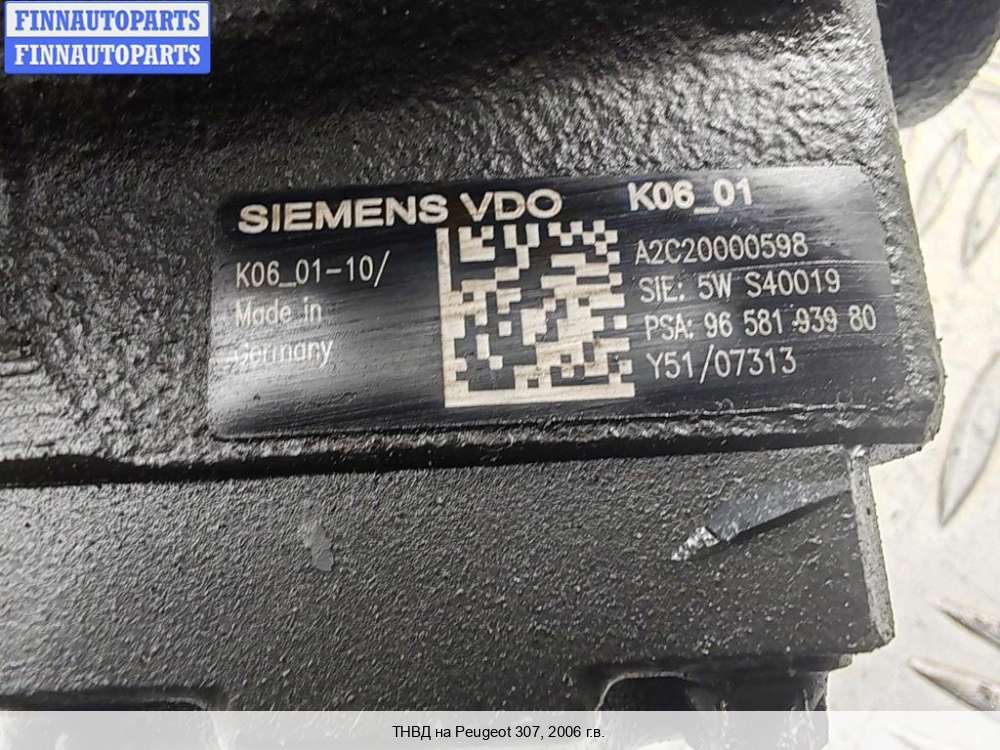 FINNAUTOPARTS
FINNAUTOPARTS
SIEMENS VDO
K06_01
K06_01-10/
Made in
Germany
A2C20000598
SIE: 5W S40019
PSA: 96 581 939 80
Y51/07313
ТНВД на Peugeot 307, 2006 г.в.